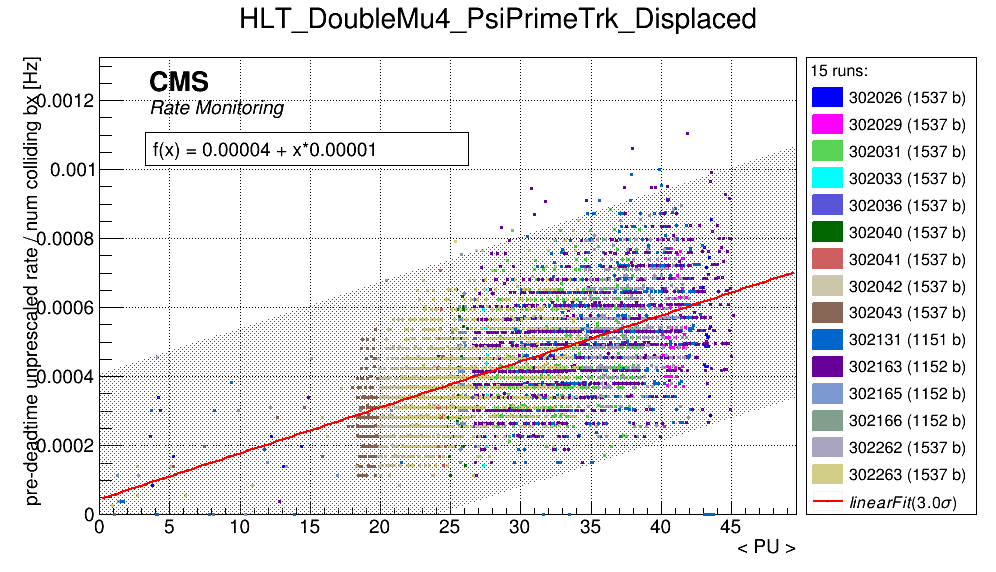 HLT_DoubleMu4_PsiPrimeTrk_Displaced
pre-deadtime unprescaled rate / num colliding bx [Hz]
CMS
Rate Monitoring
f(x) = 0.00004 + x*0.00001
0.0012
0.001
0.0008
0.0006
0.0004
0.0002
0
0 5 10 15 20 25 30 35 40 45
< PU >
15 runs:
302026 (1537 b)
302029 (1537 b)
302031 (1537 b)
302033 (1537 b)
302036 (1537 b)
302040 (1537 b)
302041 (1537 b)
302042 (1537 b)
302043 (1537 b)
302131 (1151 b)
302163 (1152 b)
302165 (1152 b)
302166 (1152 b)
302262 (1537 b)
302263 (1537 b)
linearFit(3.0σ)